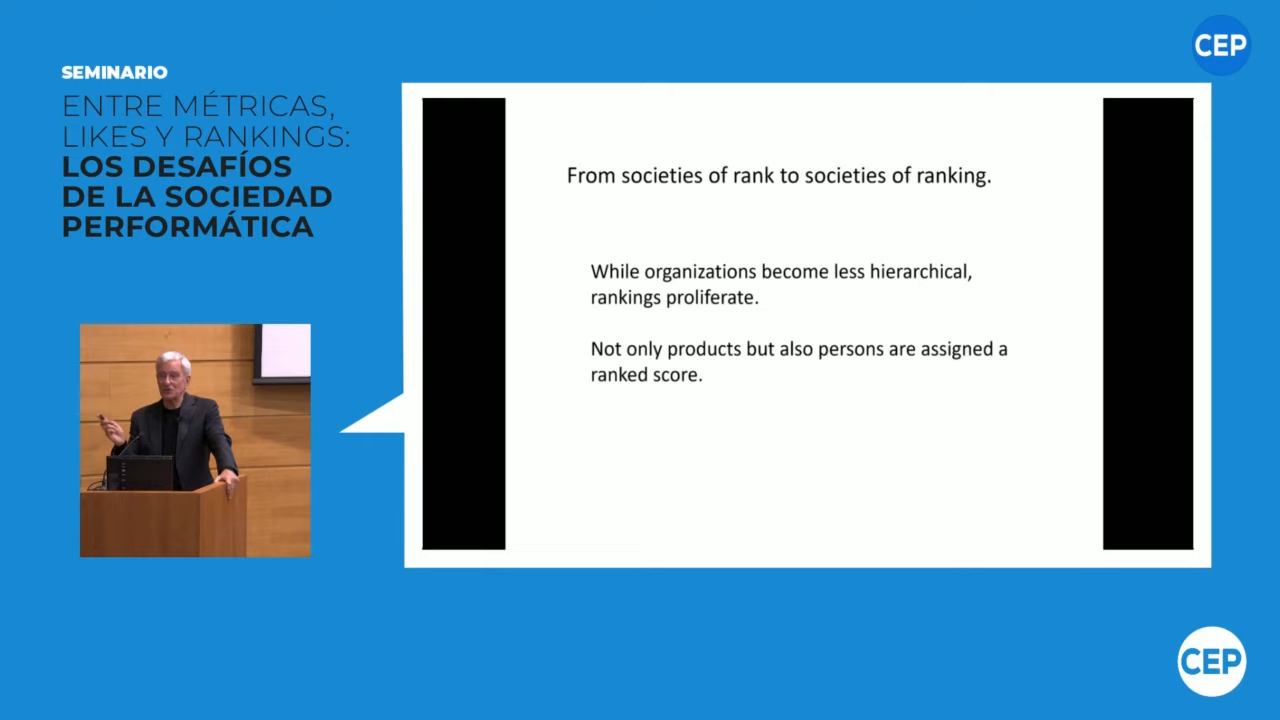 SEMINARIO
ENTRE MÉTRICAS,
LIKES Y RANKINGS:
LOS DESAFÍOS
DE LA SOCIEDAD
PERFORMÁTICA
CEP
From societies of rank to societies of ranking.
While organizations become less hierarchical,
rankings proliferate.
Not only products but also persons are assigned a
ranked score.
CEP